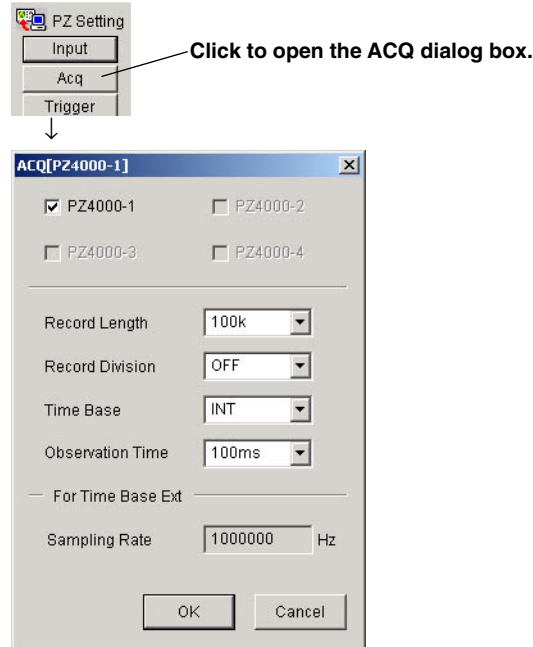 PZ Setting
Input
Click to open the ACQ dialog box.
Acq
Trigger
ACQ[PZ4000-1]
PZ4000-1 PZ4000-2
PZ4000-3 PZ4000-4
Record Length 100k
Record Division OFF
Time Base INT
Observation Time 100ms
For Time Base Ext
Sampling Rate 1000000 Hz
OK Cancel